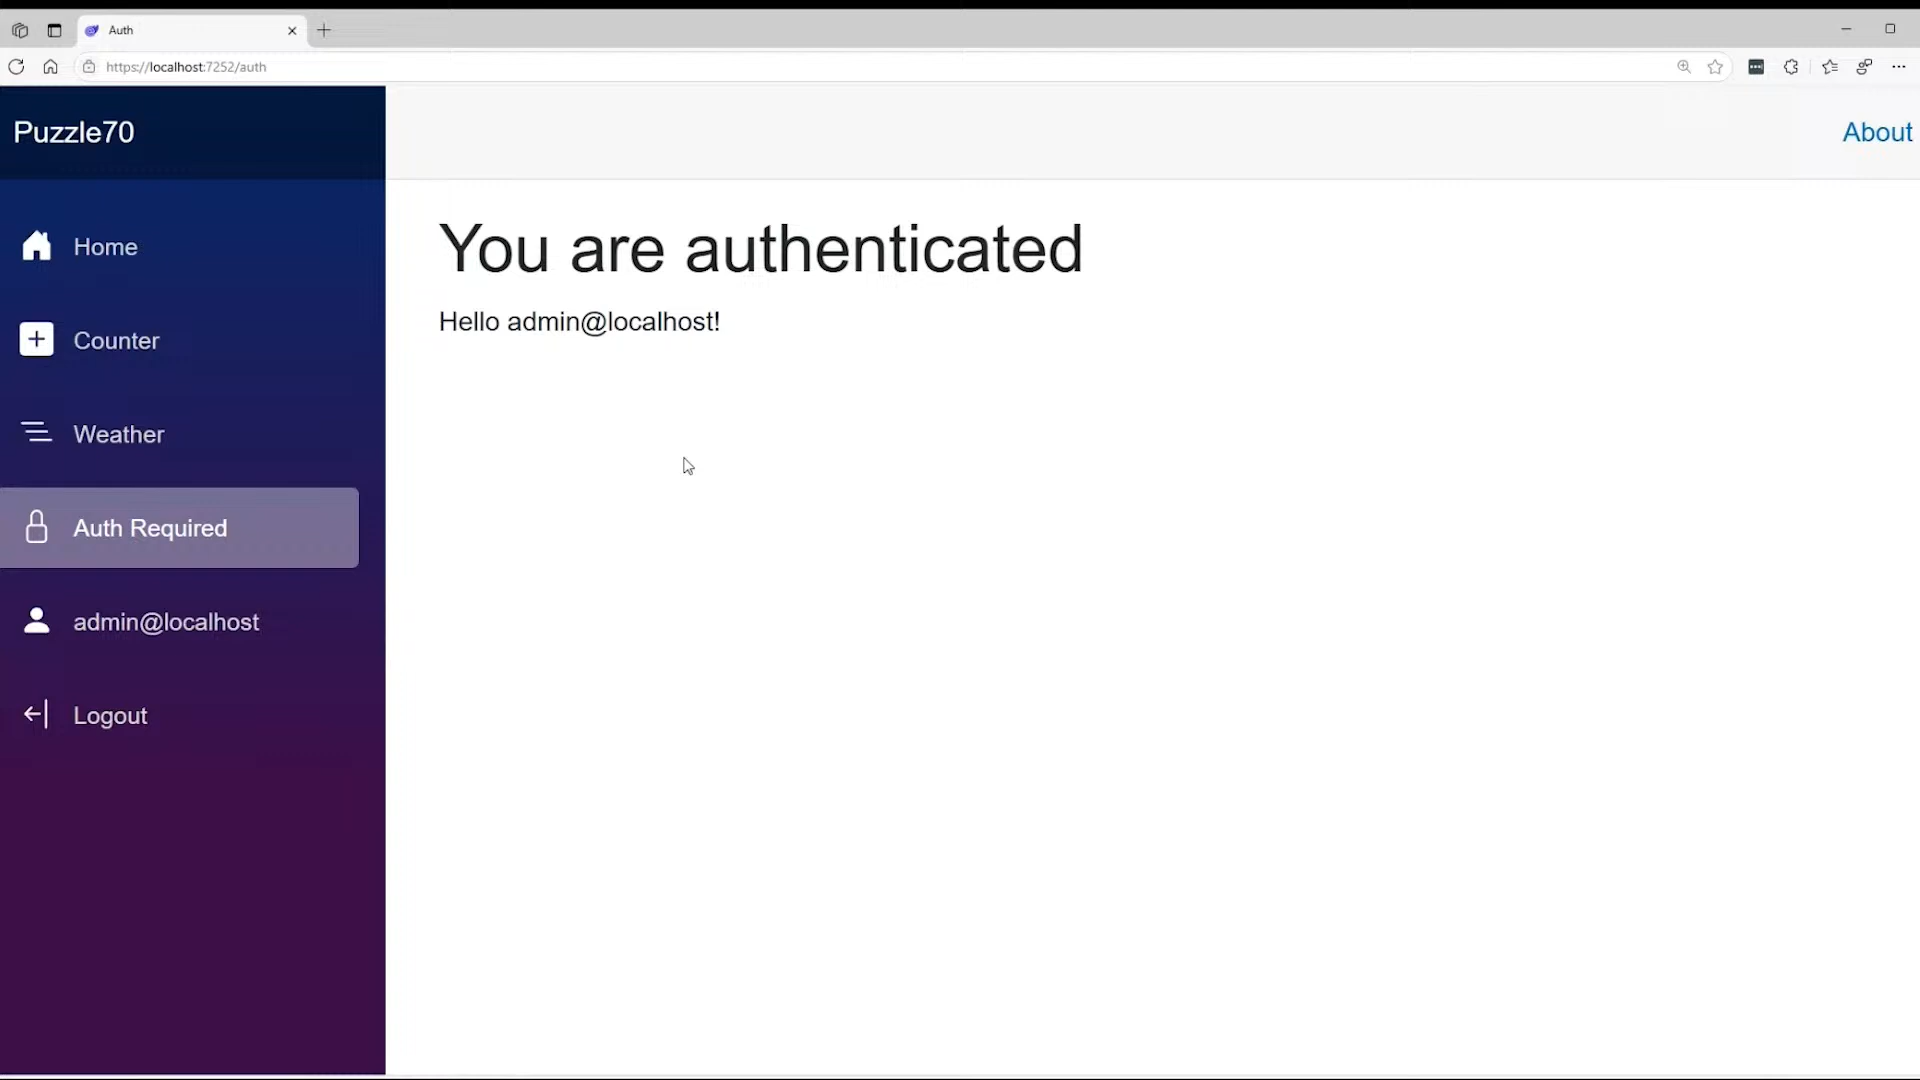 Auth
https://localhost:7252/auth
Puzzle70
About
Home
Counter
Weather
Auth Required
admin@localhost
Logout
You are authenticated
Hello admin@localhost!